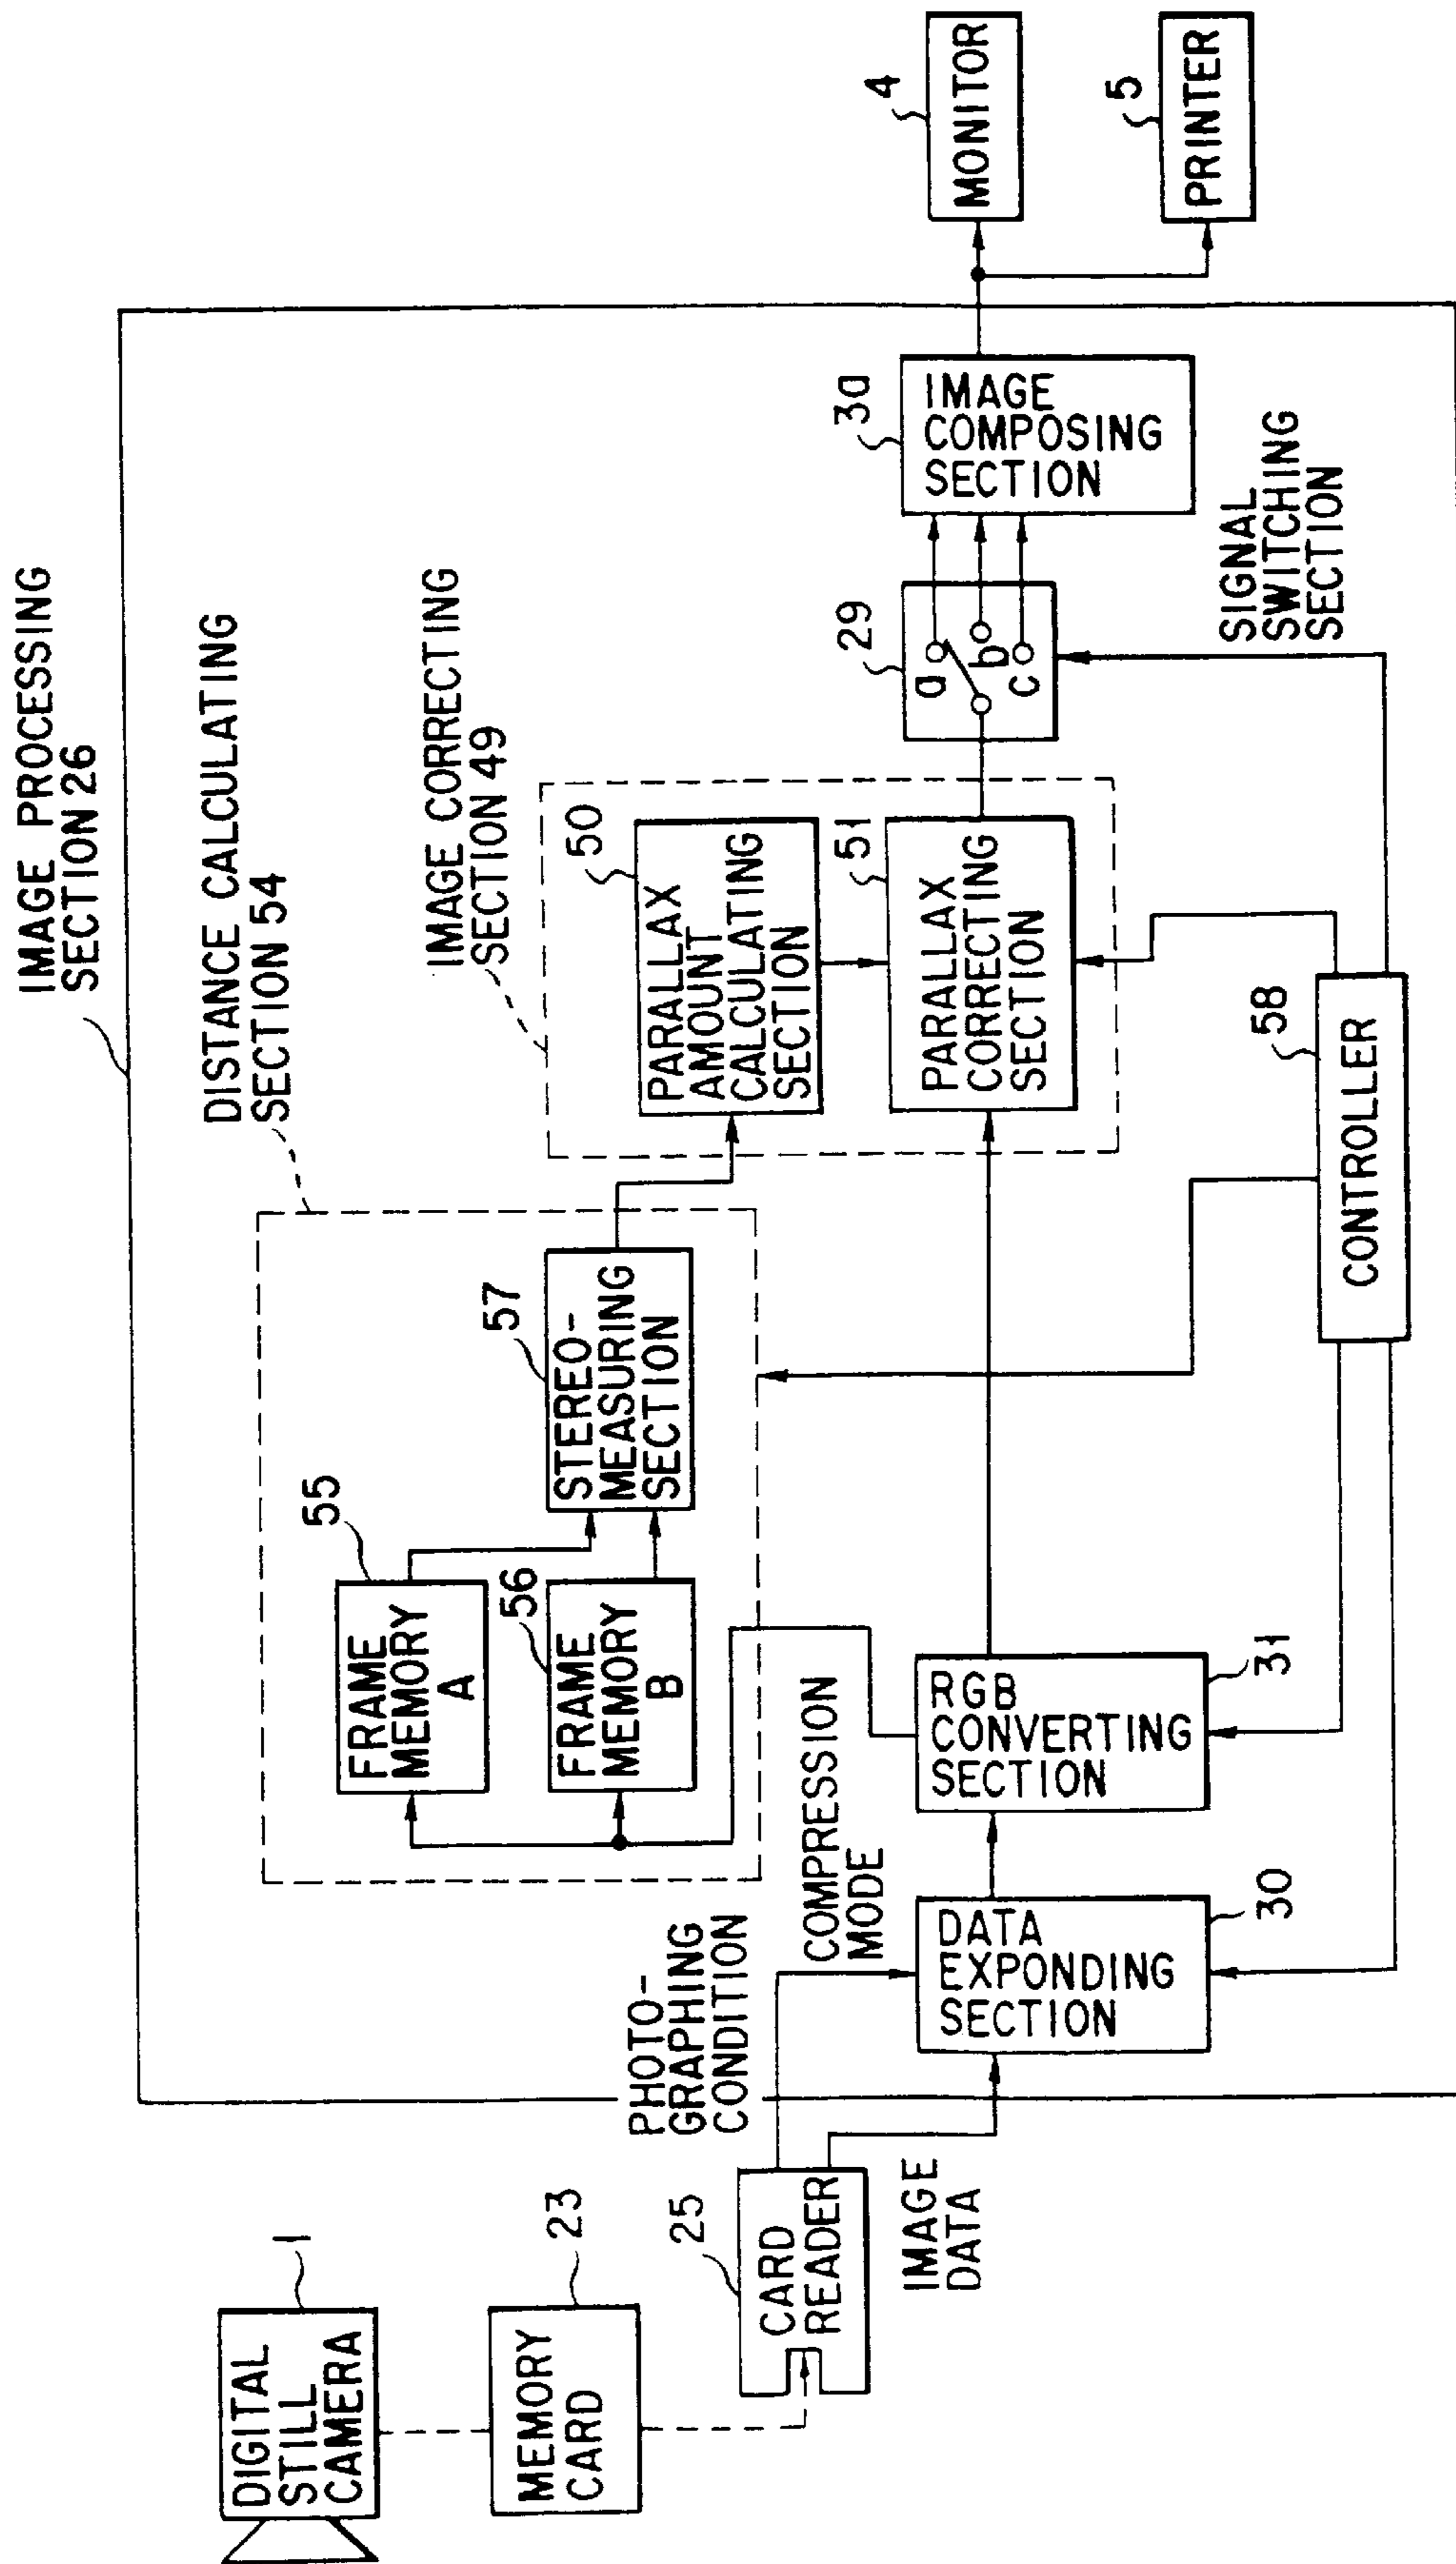 IMAGE PROCESSING
SECTION 26
DISTANCE CALCULATING
SECTION 54
IMAGE CORRECTING
SECTION 49
DIGITAL
STILL
CAMERA
1
MEMORY
CARD
23
CARD
READER
25
PHOTO-
GRAPHING
CONDITION
IMAGE
DATA
COMPRESSION
MODE
DATA
EXPONDING
SECTION
30
RGB
CONVERTING
SECTION
31
FRAME
MEMORY
A
55
FRAME
MEMORY
B
56
STEREO-
MEASURING
SECTION
57
PARALLAX
AMOUNT
CALCULATING
SECTION
50
PARALLAX
CORRECTING
SECTION
51
CONTROLLER
58
29
a
b
c
SIGNAL
SWITCHING
SECTION
IMAGE
COMPOSING
SECTION
3a
MONITOR
4
PRINTER
5